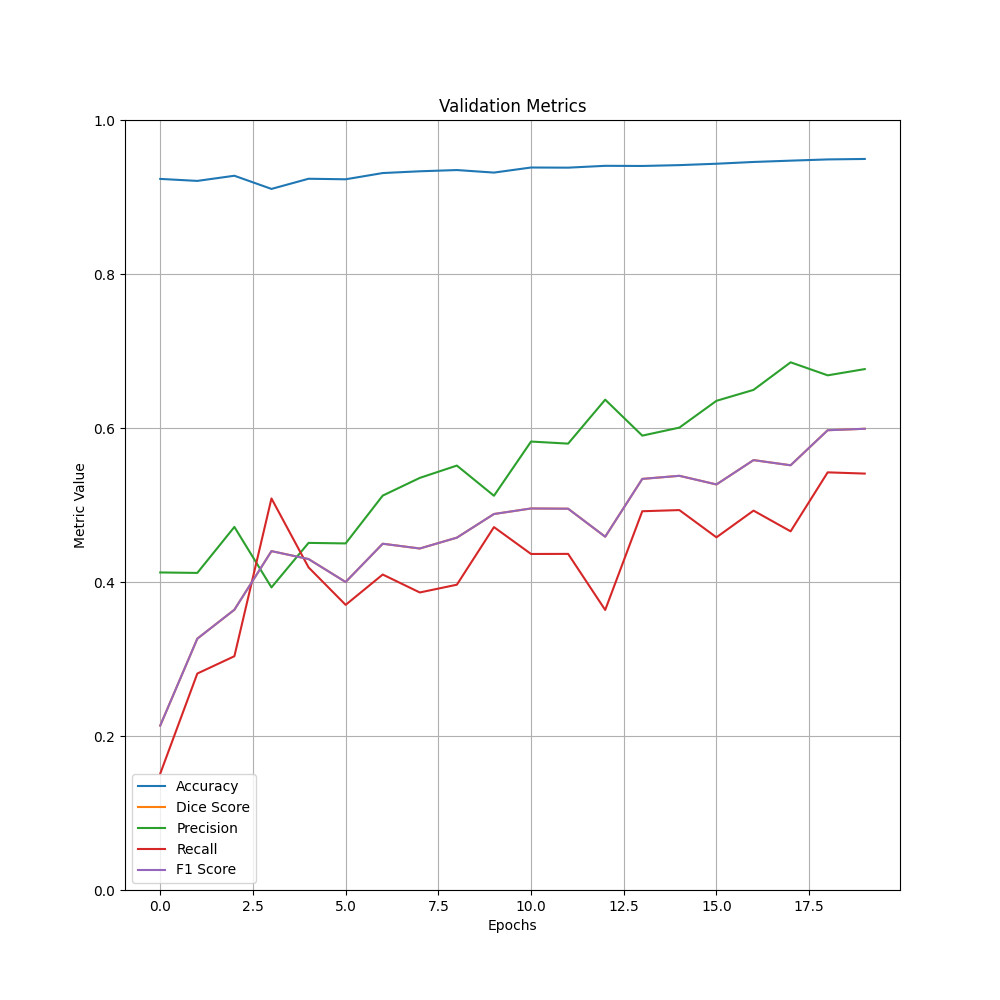 Validation Metrics
1.0
0.8
0.6
0.4
0.2
0.0
Metric Value
Accuracy
Dice Score
Precision
Recall
F1 Score
0.0 2.5 5.0 7.5 10.0 12.5 15.0 17.5
Epochs